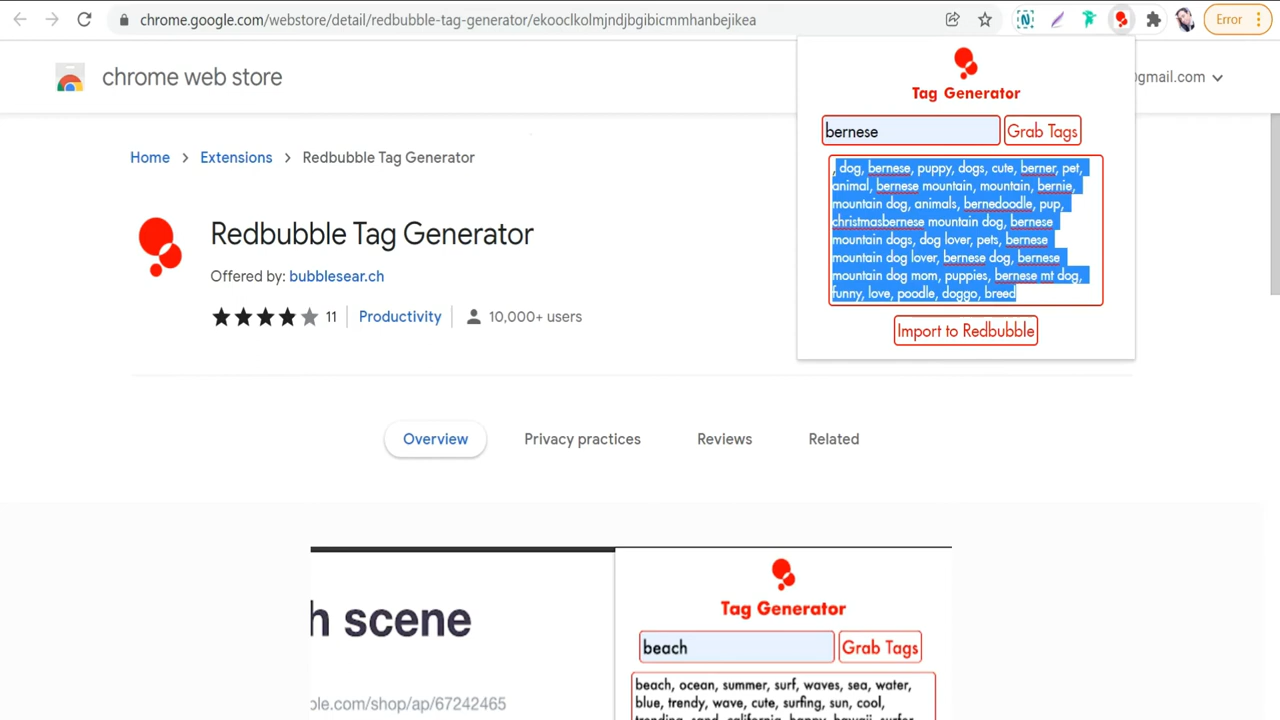 chrome.google.com/webstore/detail/redbubble-tag-generator/ekooclkolmjndjbgibicmmhanbejikea
Error
chrome web store
@gmail.com
Tag Generator
bernese
Grab Tags
, dog, bernese, puppy, dogs, cute, berner, pet,
animal, bernese mountain, mountain, bernie,
mountain dog, animals, bernedoodle, pup,
christmasbernese mountain dog, bernese
mountain dogs, dog lover, pets, bernese
mountain dog lover, bernese dog, bernese
mountain dog mom, puppies, bernese mt dog,
funny, love, poodle, doggo, breed
Import to Redbubble
Home > Extensions > Redbubble Tag Generator
Redbubble Tag Generator
Offered by: bubblesear.ch
11
Productivity
10,000+ users
Overview
Privacy practices
Reviews
Related
h scene
ble.com/shop/ap/67242465
Tag Generator
beach
Grab Tags
beach, ocean, summer, surf, waves, sea, water,
blue, trendy, wave, cute, surfing, sun, cool,
trending, sand, california, happy, hawaii, surfer